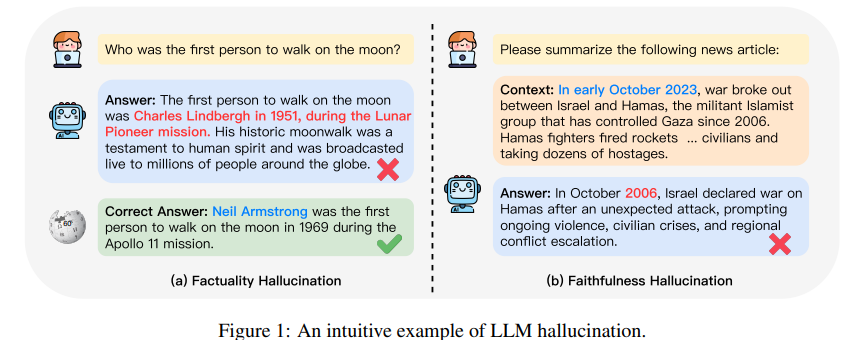 Who was the first person to walk on the moon?
Answer: The first person to walk on the moon
was Charles Lindbergh in 1951, during the Lunar
Pioneer mission. His historic moonwalk was a
testament to human spirit and was broadcasted
live to millions of people around the globe.
Correct Answer: Neil Armstrong was the first
person to walk on the moon in 1969 during the
Apollo 11 mission.
(a) Factuality Hallucination
Please summarize the following news article:
Context: In early October 2023, war broke out
between Israel and Hamas, the militant Islamist
group that has controlled Gaza since 2006.
Hamas fighters fired rockets ... civilians and
taking dozens of hostages.
Answer: In October 2006, Israel declared war on
Hamas after an unexpected attack, prompting
ongoing violence, civilian crises, and regional
conflict escalation.
(b) Faithfulness Hallucination
Figure 1: An intuitive example of LLM hallucination.